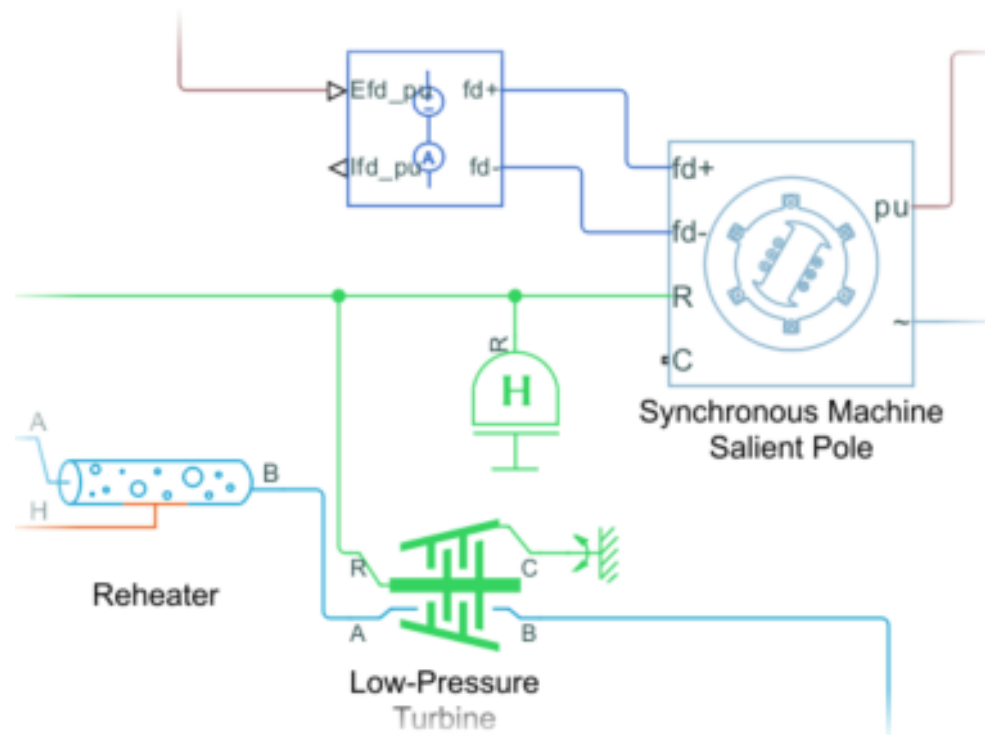 Efd_pu fd+
Ifd_pu fd-
fd+
pu
fd-
R
~
C
R
H
Synchronous Machine
Salient Pole
A
B
H
Reheater
R
C
A
B
Low-Pressure
Turbine
A